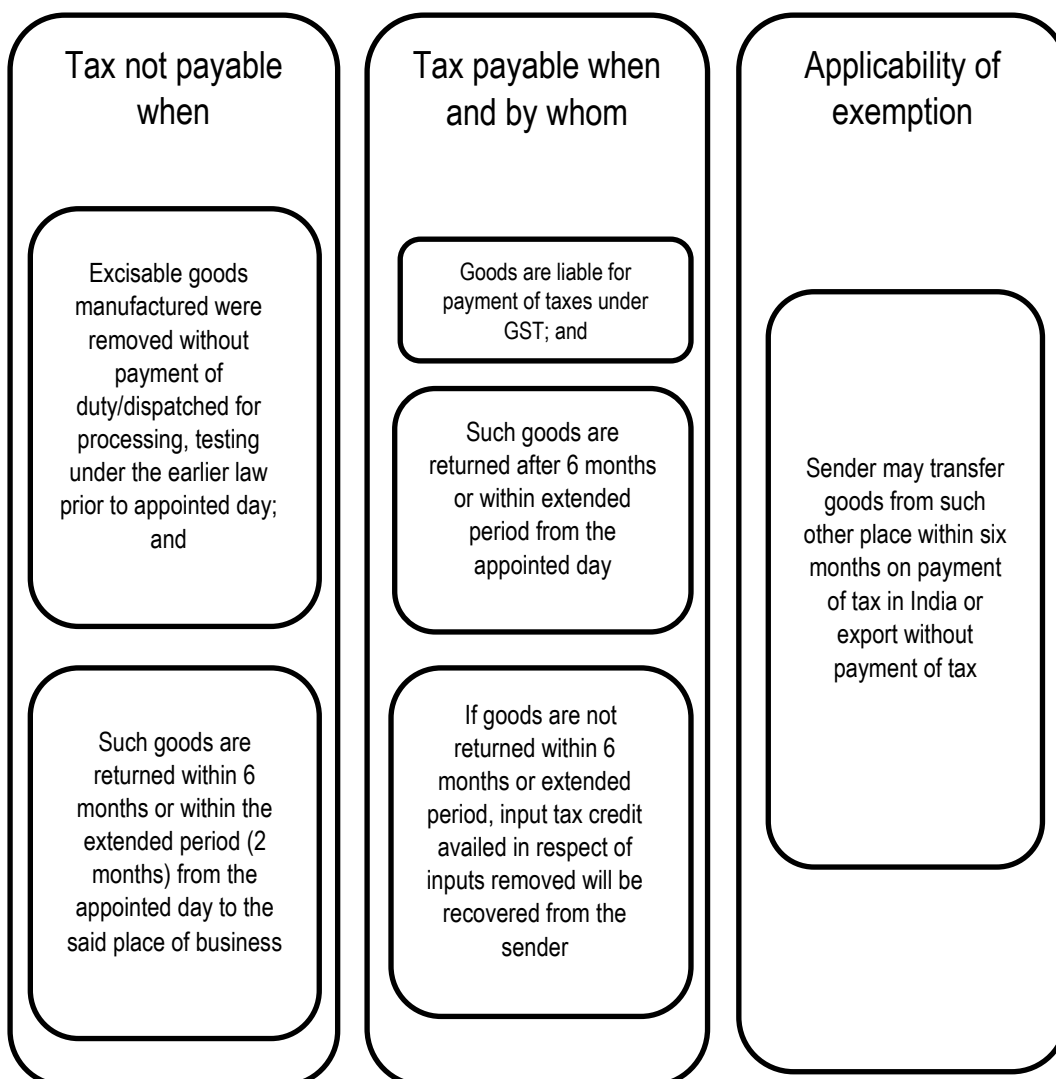 Tax not payable
when
Excisable goods
manufactured were
removed without
payment of
duty/dispatched for
processing, testing
under the earlier law
prior to appointed day;
and
Such goods are
returned within 6
months or within the
extended period (2
months) from the
appointed day to the
said place of business
Tax payable when
and by whom
Goods are liable for
payment of taxes under
GST; and
Such goods are
returned after 6 months
or within extended
period from the
appointed day
If goods are not
returned within 6
months or extended
period, input tax credit
availed in respect of
inputs removed will be
recovered from the
sender
Applicability of
exemption
Sender may transfer
goods from such
other place within six
months on payment
of tax in India or
export without
payment of tax